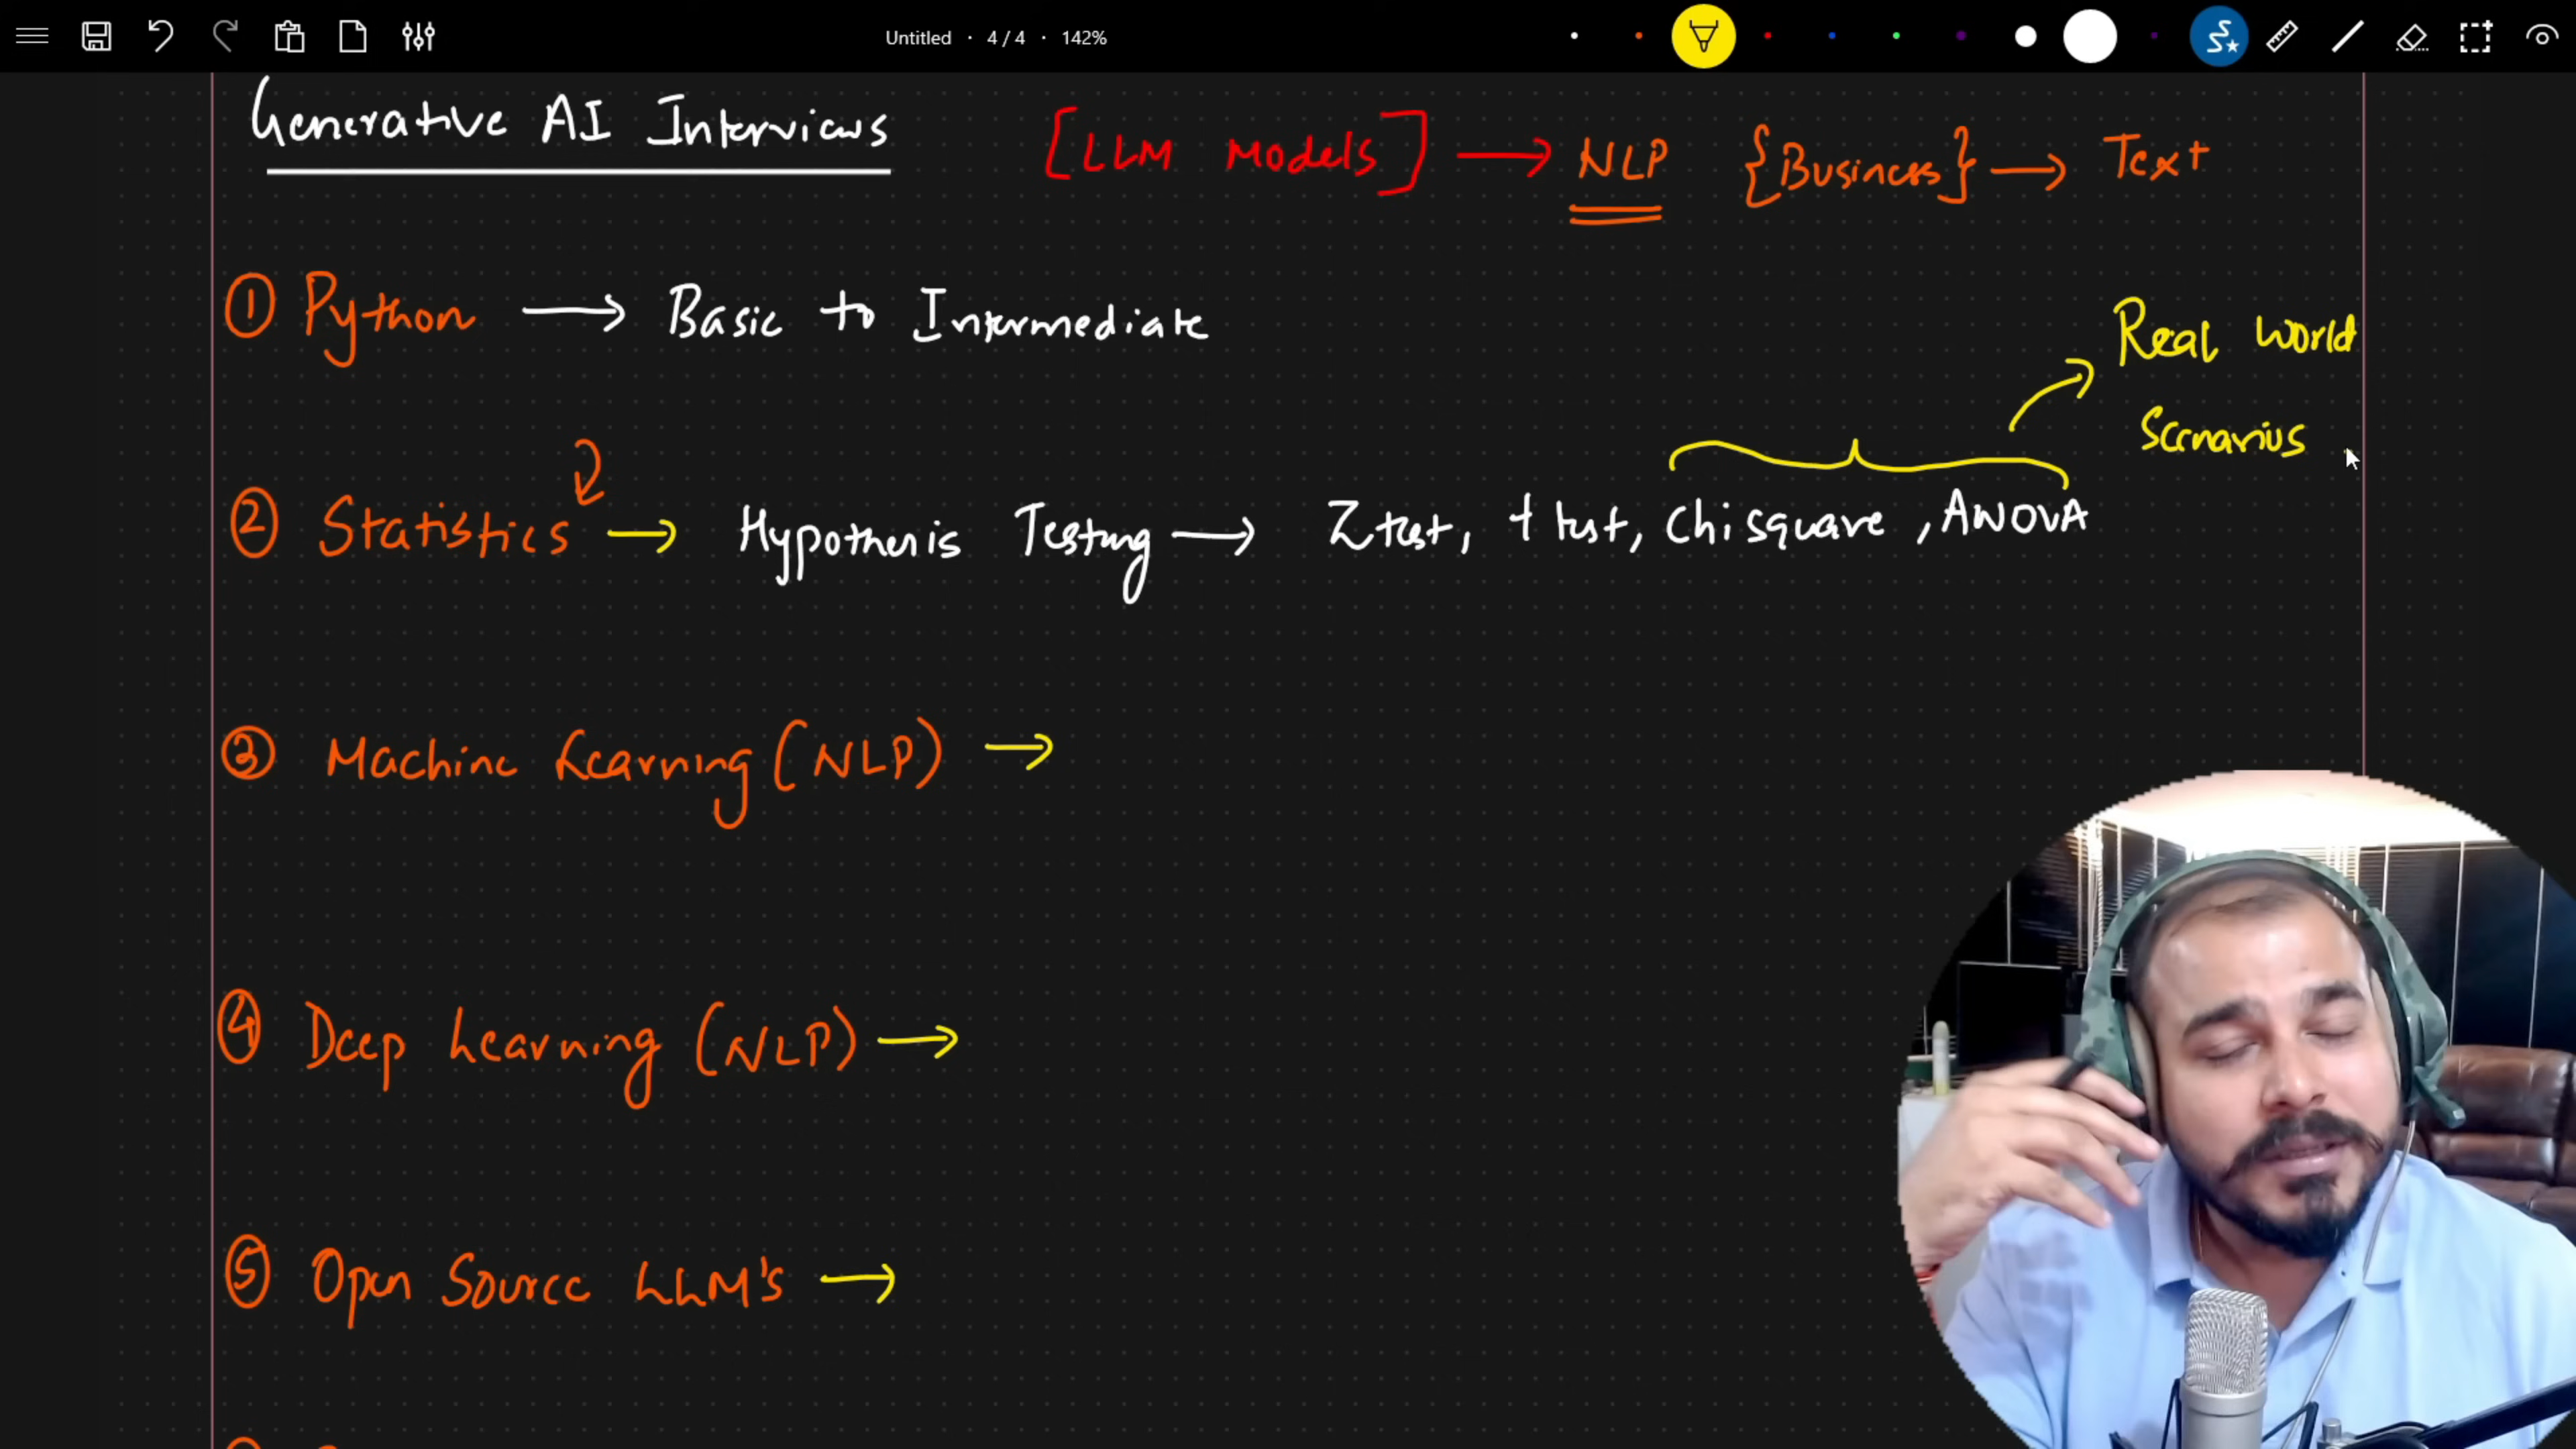 Untitled · 4 / 4 · 142%
Generative AI Interviews
[LLM Models] → NLP {Business} → Text
① Python → Basic to Intermediate
Real World
Scenarios
② Statistics → Hypothesis Testing → Z test, t test, Chisquare, ANOVA
③ Machine Learning (NLP) →
④ Deep Learning (NLP) →
⑤ Open Source LLM's →